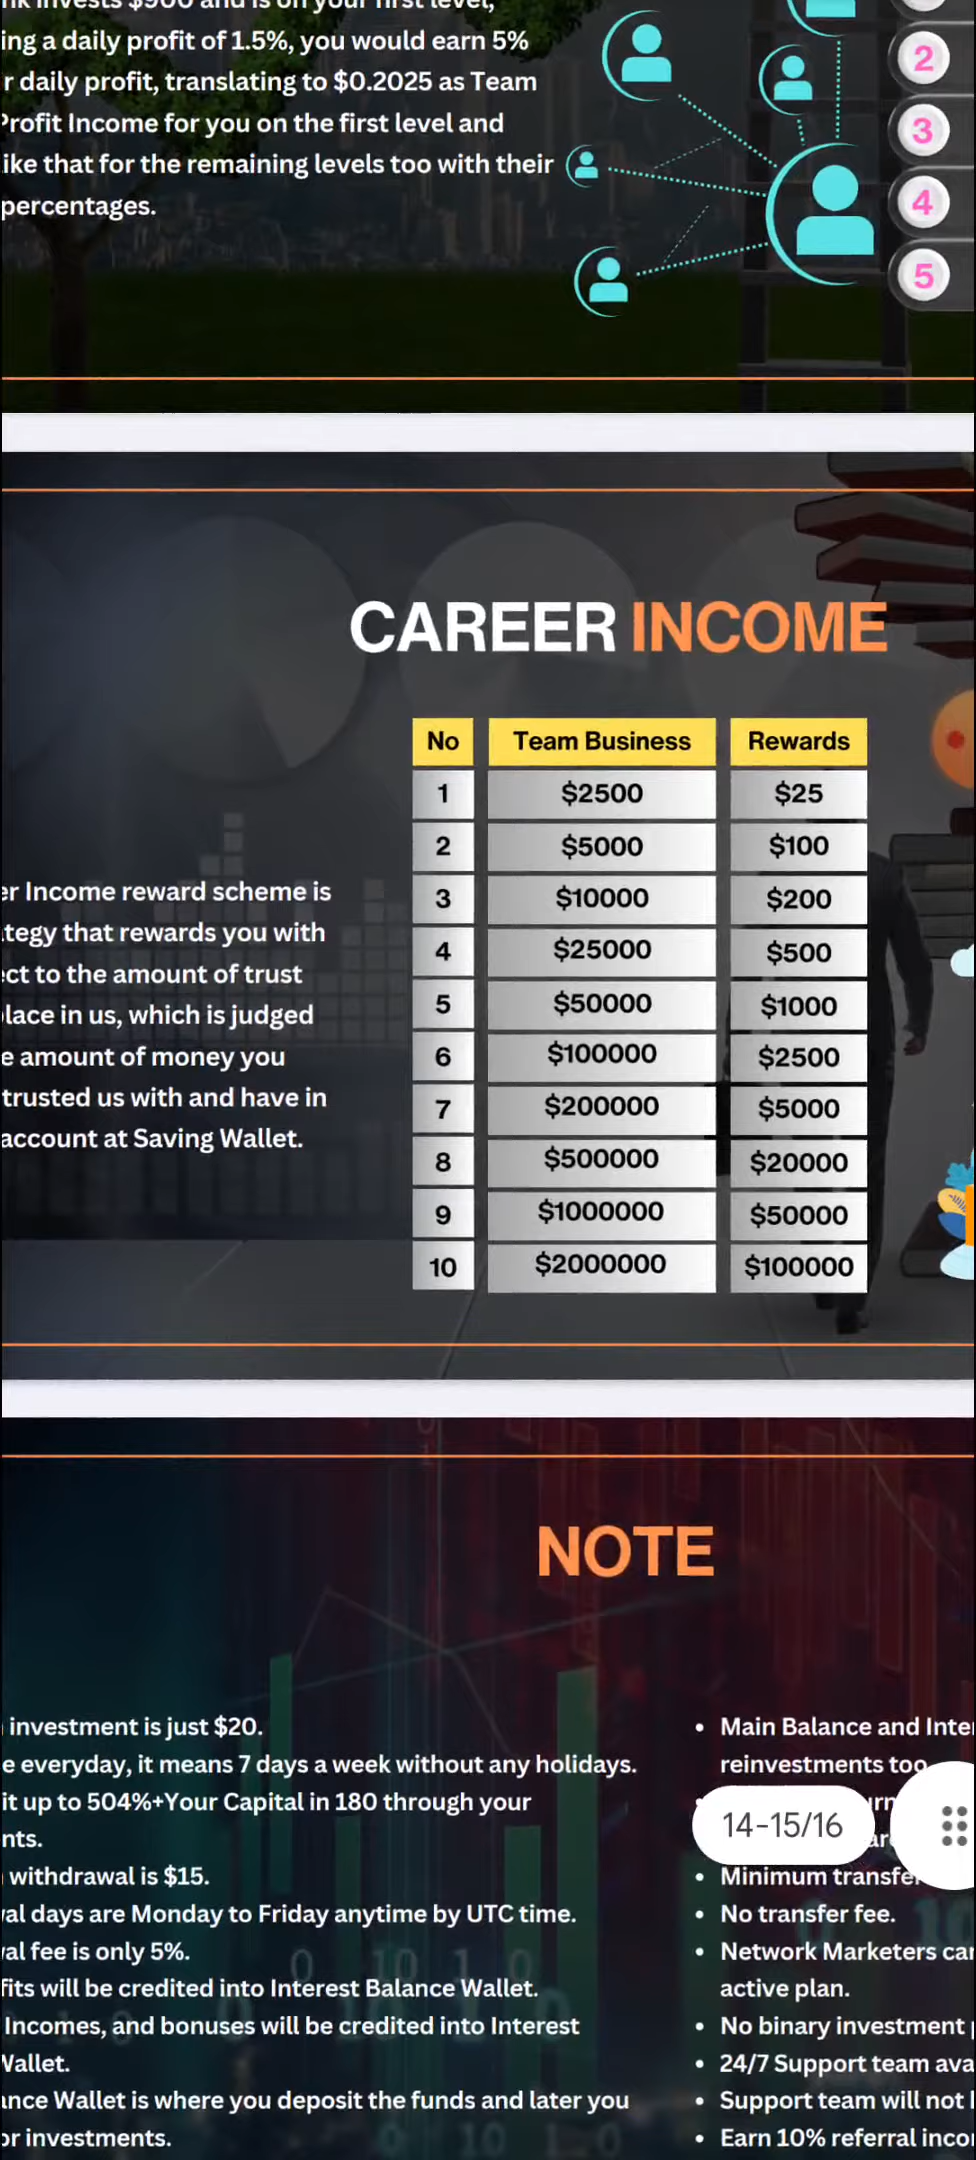 invests $900 and is on your first level,
ing a daily profit of 1.5%, you would earn 5%
r daily profit, translating to $0.2025 as Team
Profit Income for you on the first level and
ike that for the remaining levels too with their
percentages.
2
3
4
5
CAREER INCOME
No Team Business Rewards
1 $2500 $25
2 $5000 $100
3 $10000 $200
4 $25000 $500
5 $50000 $1000
6 $100000 $2500
7 $200000 $5000
8 $500000 $20000
9 $1000000 $50000
10 $2000000 $100000
er Income reward scheme is
tegy that rewards you with
ect to the amount of trust
lace in us, which is judged
e amount of money you
trusted us with and have in
account at Saving Wallet.
NOTE
investment is just $20.
e everyday, it means 7 days a week without any holidays.
it up to 504%+Your Capital in 180 through your
nts.
withdrawal is $15.
al days are Monday to Friday anytime by UTC time.
al fee is only 5%.
fits will be credited into Interest Balance Wallet.
Incomes, and bonuses will be credited into Interest
Wallet.
ance Wallet is where you deposit the funds and later you
or investments.
• Main Balance and Inte
reinvestments too
14-15/16
• Minimum transfe
• No transfer fee.
• Network Marketers ca
active plan.
• No binary investment
• 24/7 Support team ava
• Support team will not
• Earn 10% referral inco